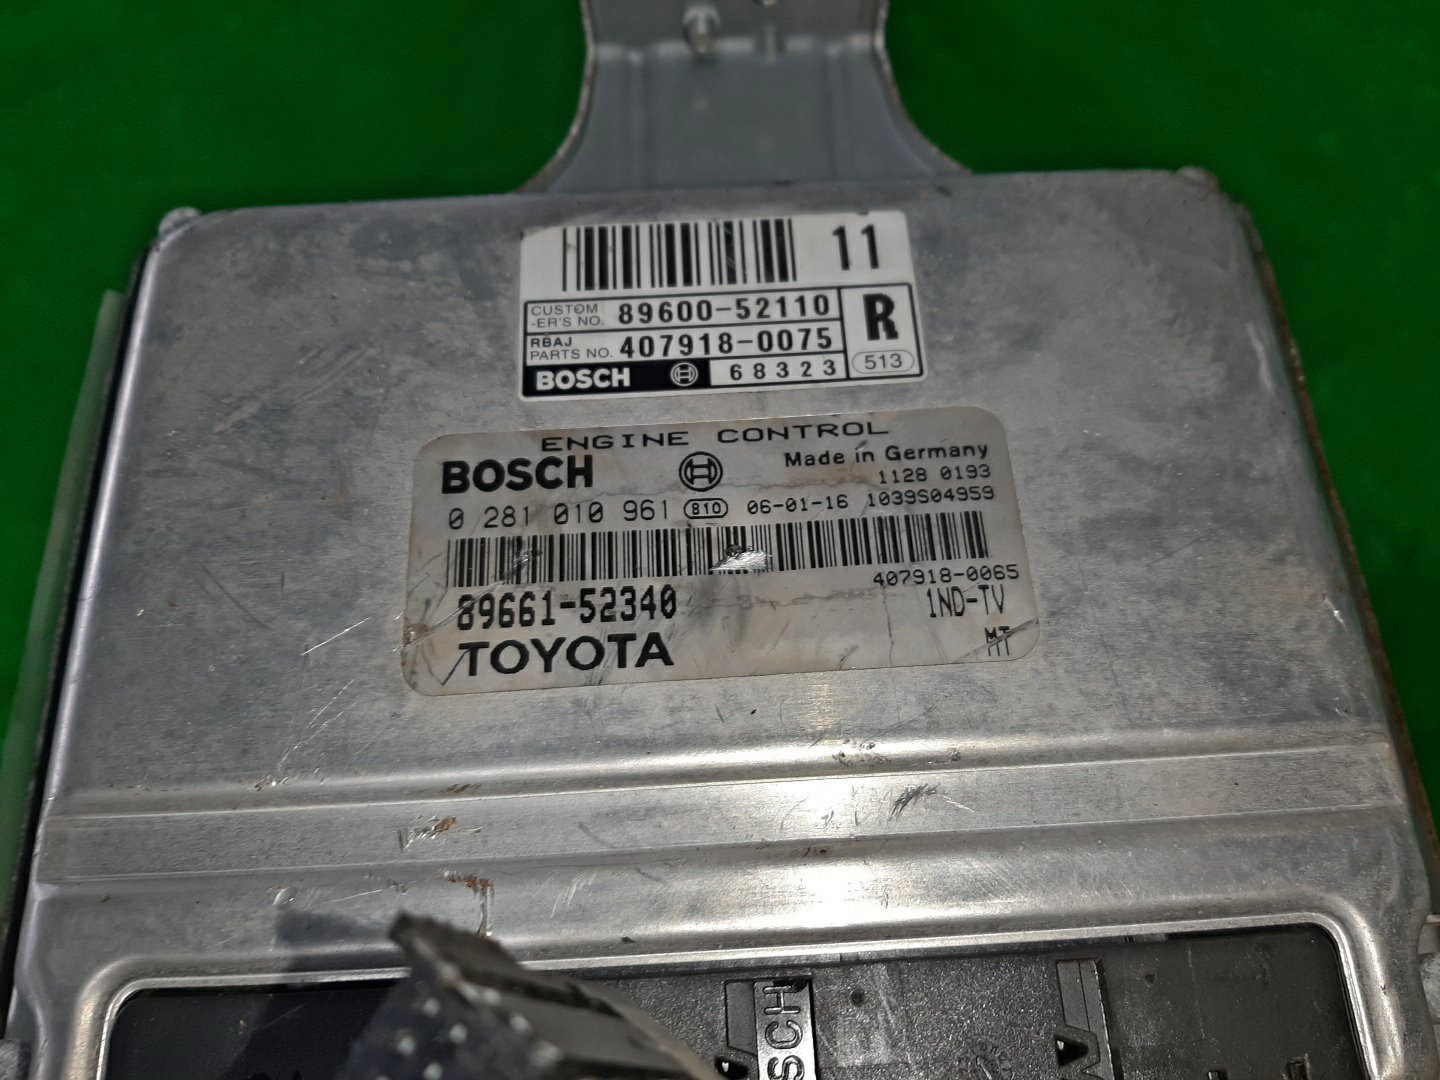 11
CUSTOM
-ER'S NO. 89600-52110
R
RBAJ
PARTS NO. 407918-0075
BOSCH 68323
513
ENGINE CONTROL
BOSCH Made in Germany
1128 0193
0 281 010 961 810 06-01-16 1039S04959
407918-0065
89661-52340 1ND-TV
TOYOTA MT